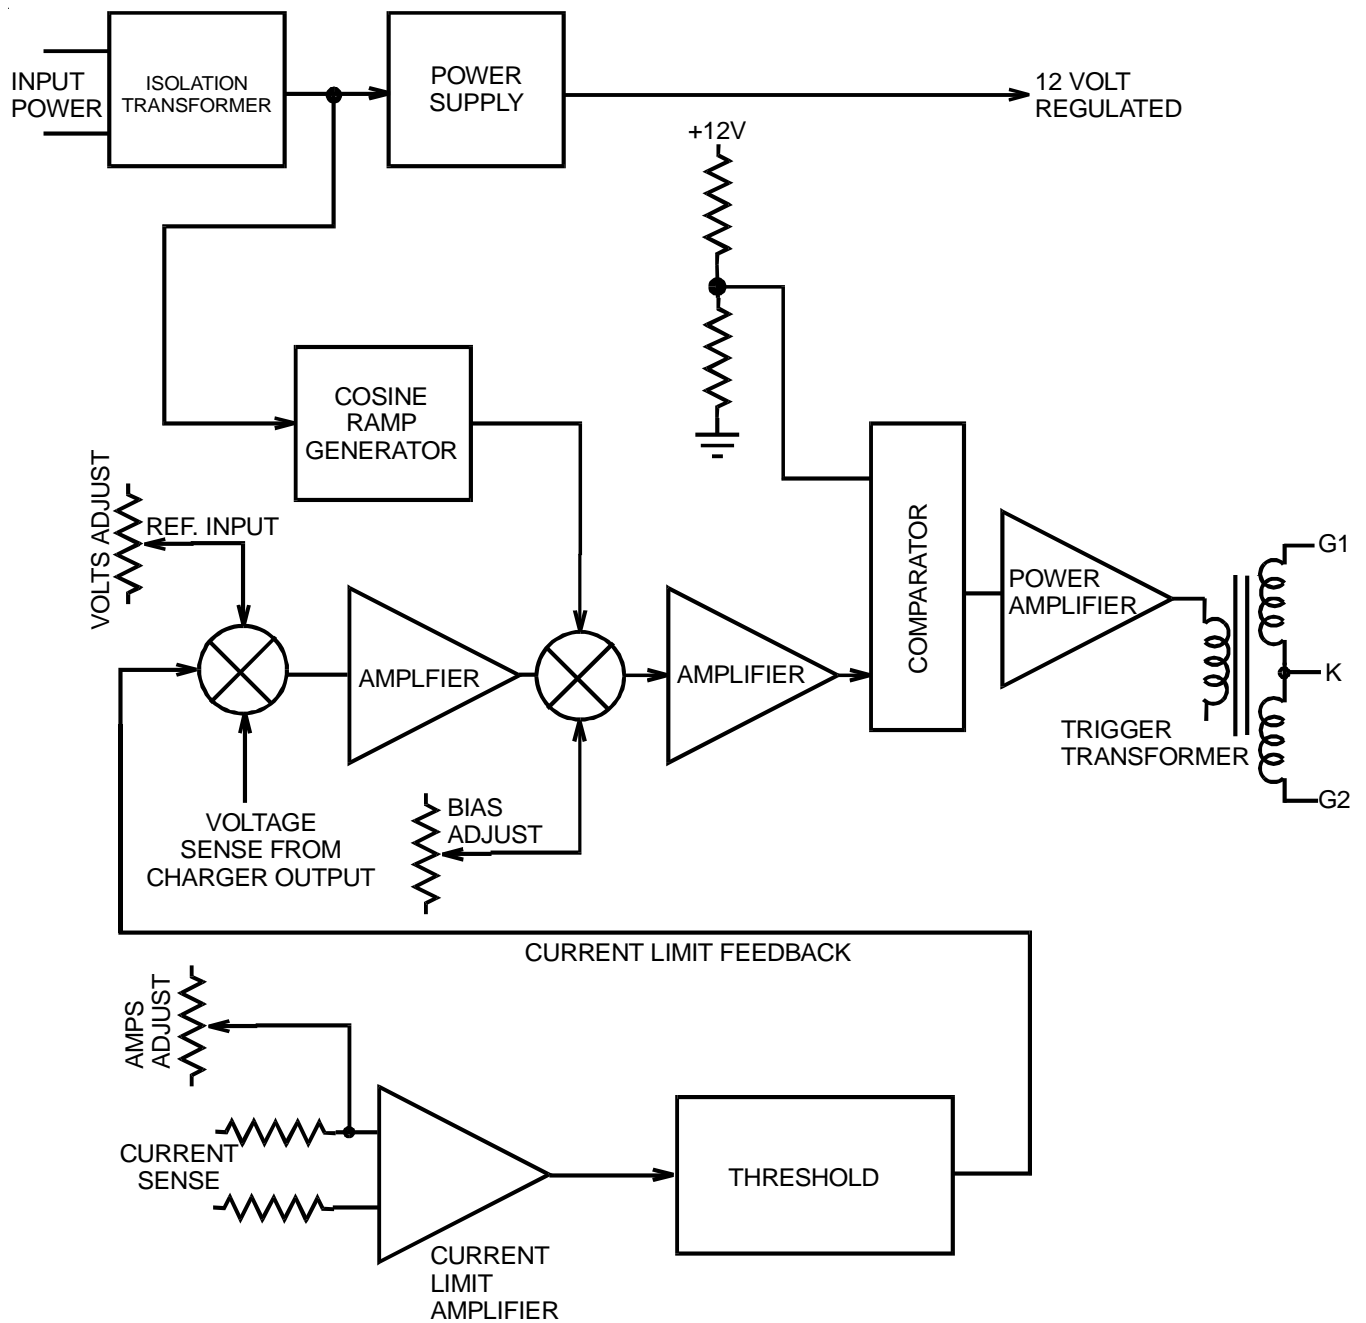 INPUT
POWER
ISOLATION
TRANSFORMER
POWER
SUPPLY
12 VOLT
REGULATED
+12V
COSINE
RAMP
GENERATOR
VOLTS ADJUST
REF. INPUT
AMPLFIER
AMPLIFIER
COMPARATOR
POWER
AMPLIFIER
G1
K
G2
TRIGGER
TRANSFORMER
VOLTAGE
SENSE FROM
CHARGER OUTPUT
BIAS
ADJUST
CURRENT LIMIT FEEDBACK
AMPS
ADJUST
CURRENT
SENSE
THRESHOLD
CURRENT
LIMIT
AMPLIFIER